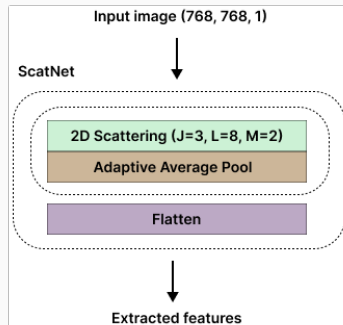 Input image (768, 768, 1)
ScatNet
2D Scattering (J=3, L=8, M=2)
Adaptive Average Pool
Flatten
Extracted features